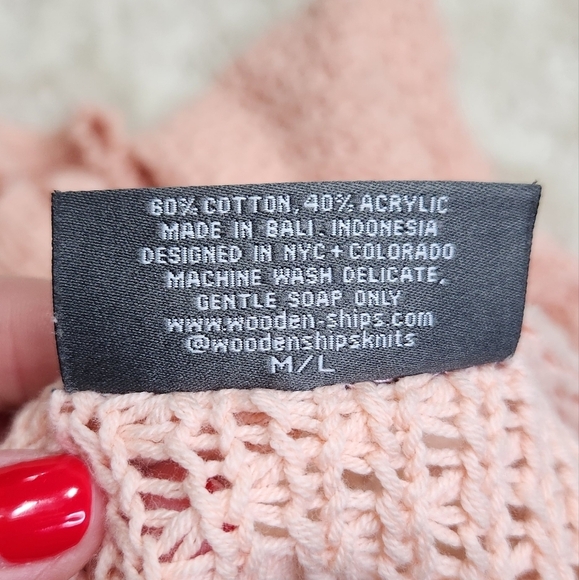 60% COTTON, 40% ACRYLIC
MADE IN BALI, INDONESIA
DESIGNED IN NYC + COLORADO
MACHINE WASH DELICATE,
GENTLE SOAP ONLY
www.wooden-ships.com
@woodenshipsknits
M/L